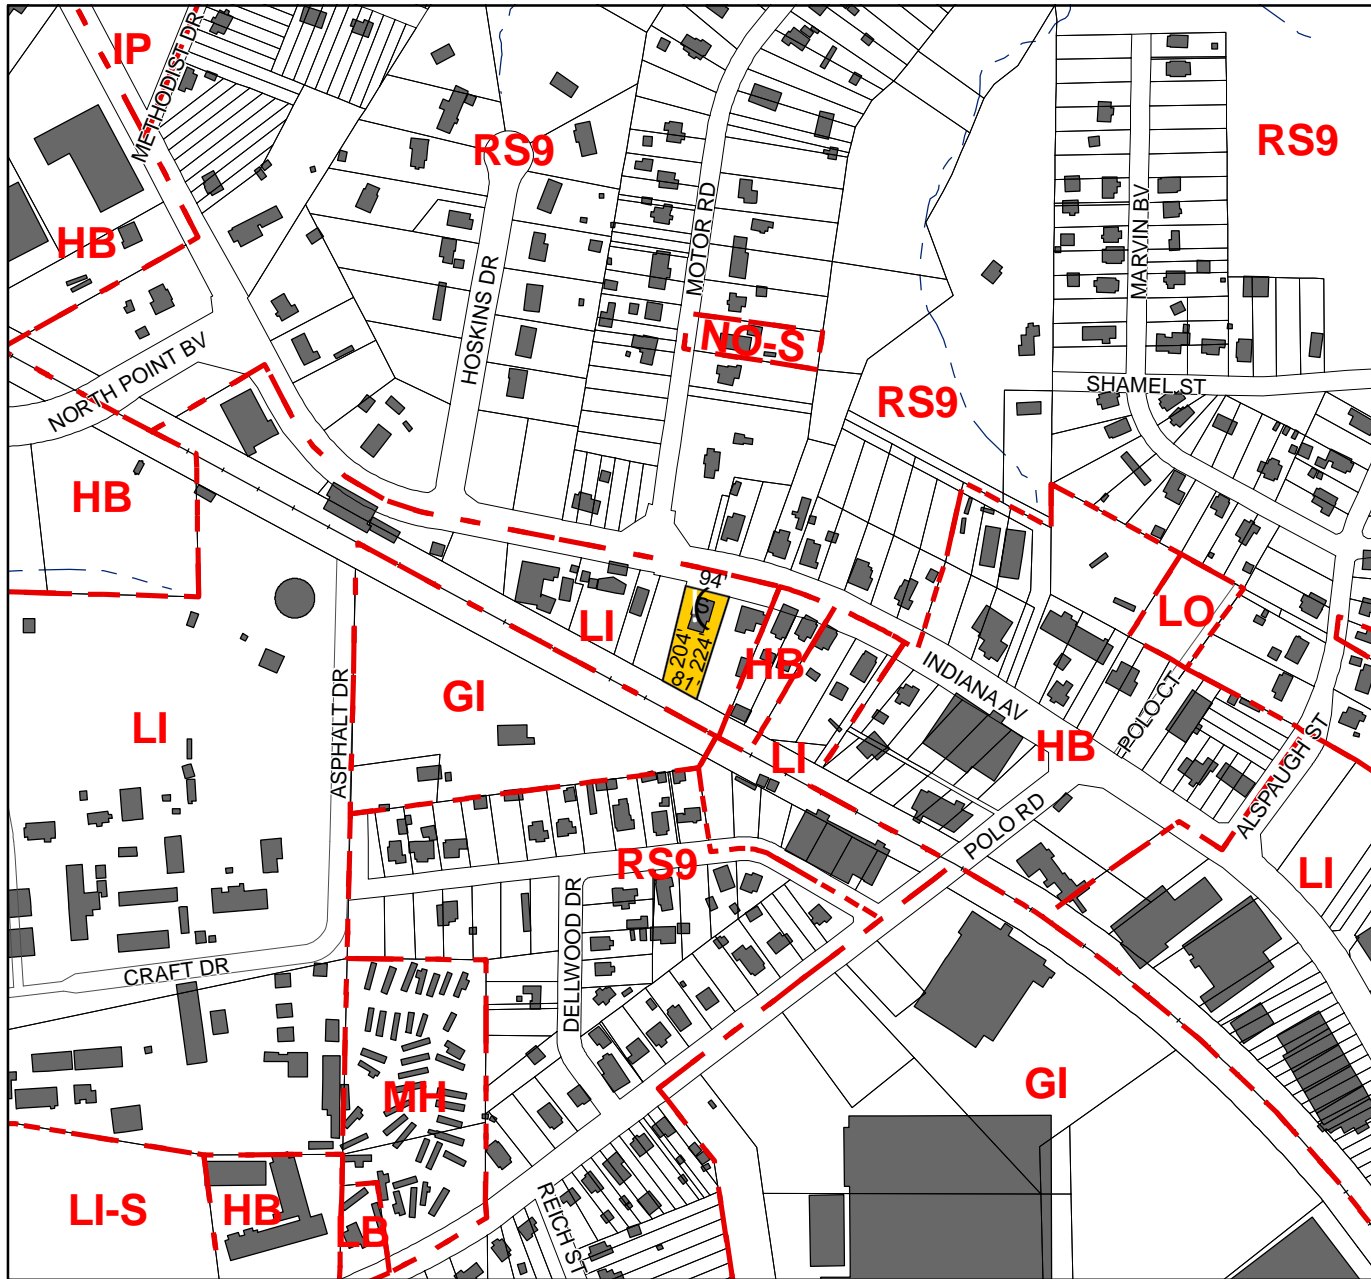 IP
METHODIST DR
RS9
RS9
HB
MOTOR RD
MARVIN BV
HOSKINS DR
NO-S
NORTH POINT BV
SHAMEL ST
RS9
HB
94'
LO
LI
204'
224'
81'
HB
INDIANA AV
POLO CT
GI
LI
ASPHALT DR
LI
HB
ALSPAUGH ST
POLO RD
RS9
LI
DELLWOOD DR
CRAFT DR
MH
GI
LI-S
HB
LB
REICH ST